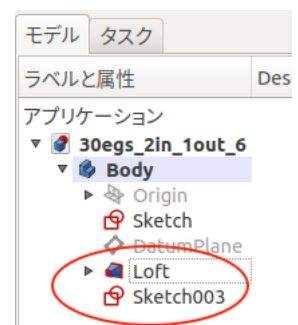 モデル タスク
ラベルと属性 Des
アプリケーション
30egs_2in_1out_6
Body
Origin
Sketch
DatumPlane
Loft
Sketch003